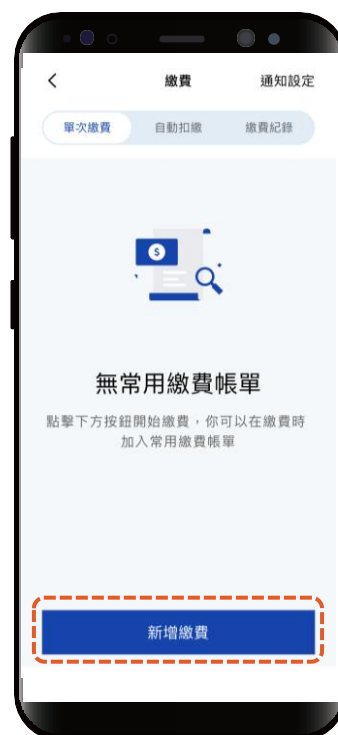 繳費
通知設定
單次繳費
自動扣繳
繳費紀錄
$
無常用繳費帳單
點擊下方按鈕開始繳費，你可以在繳費時
加入常用繳費帳單
新增繳費